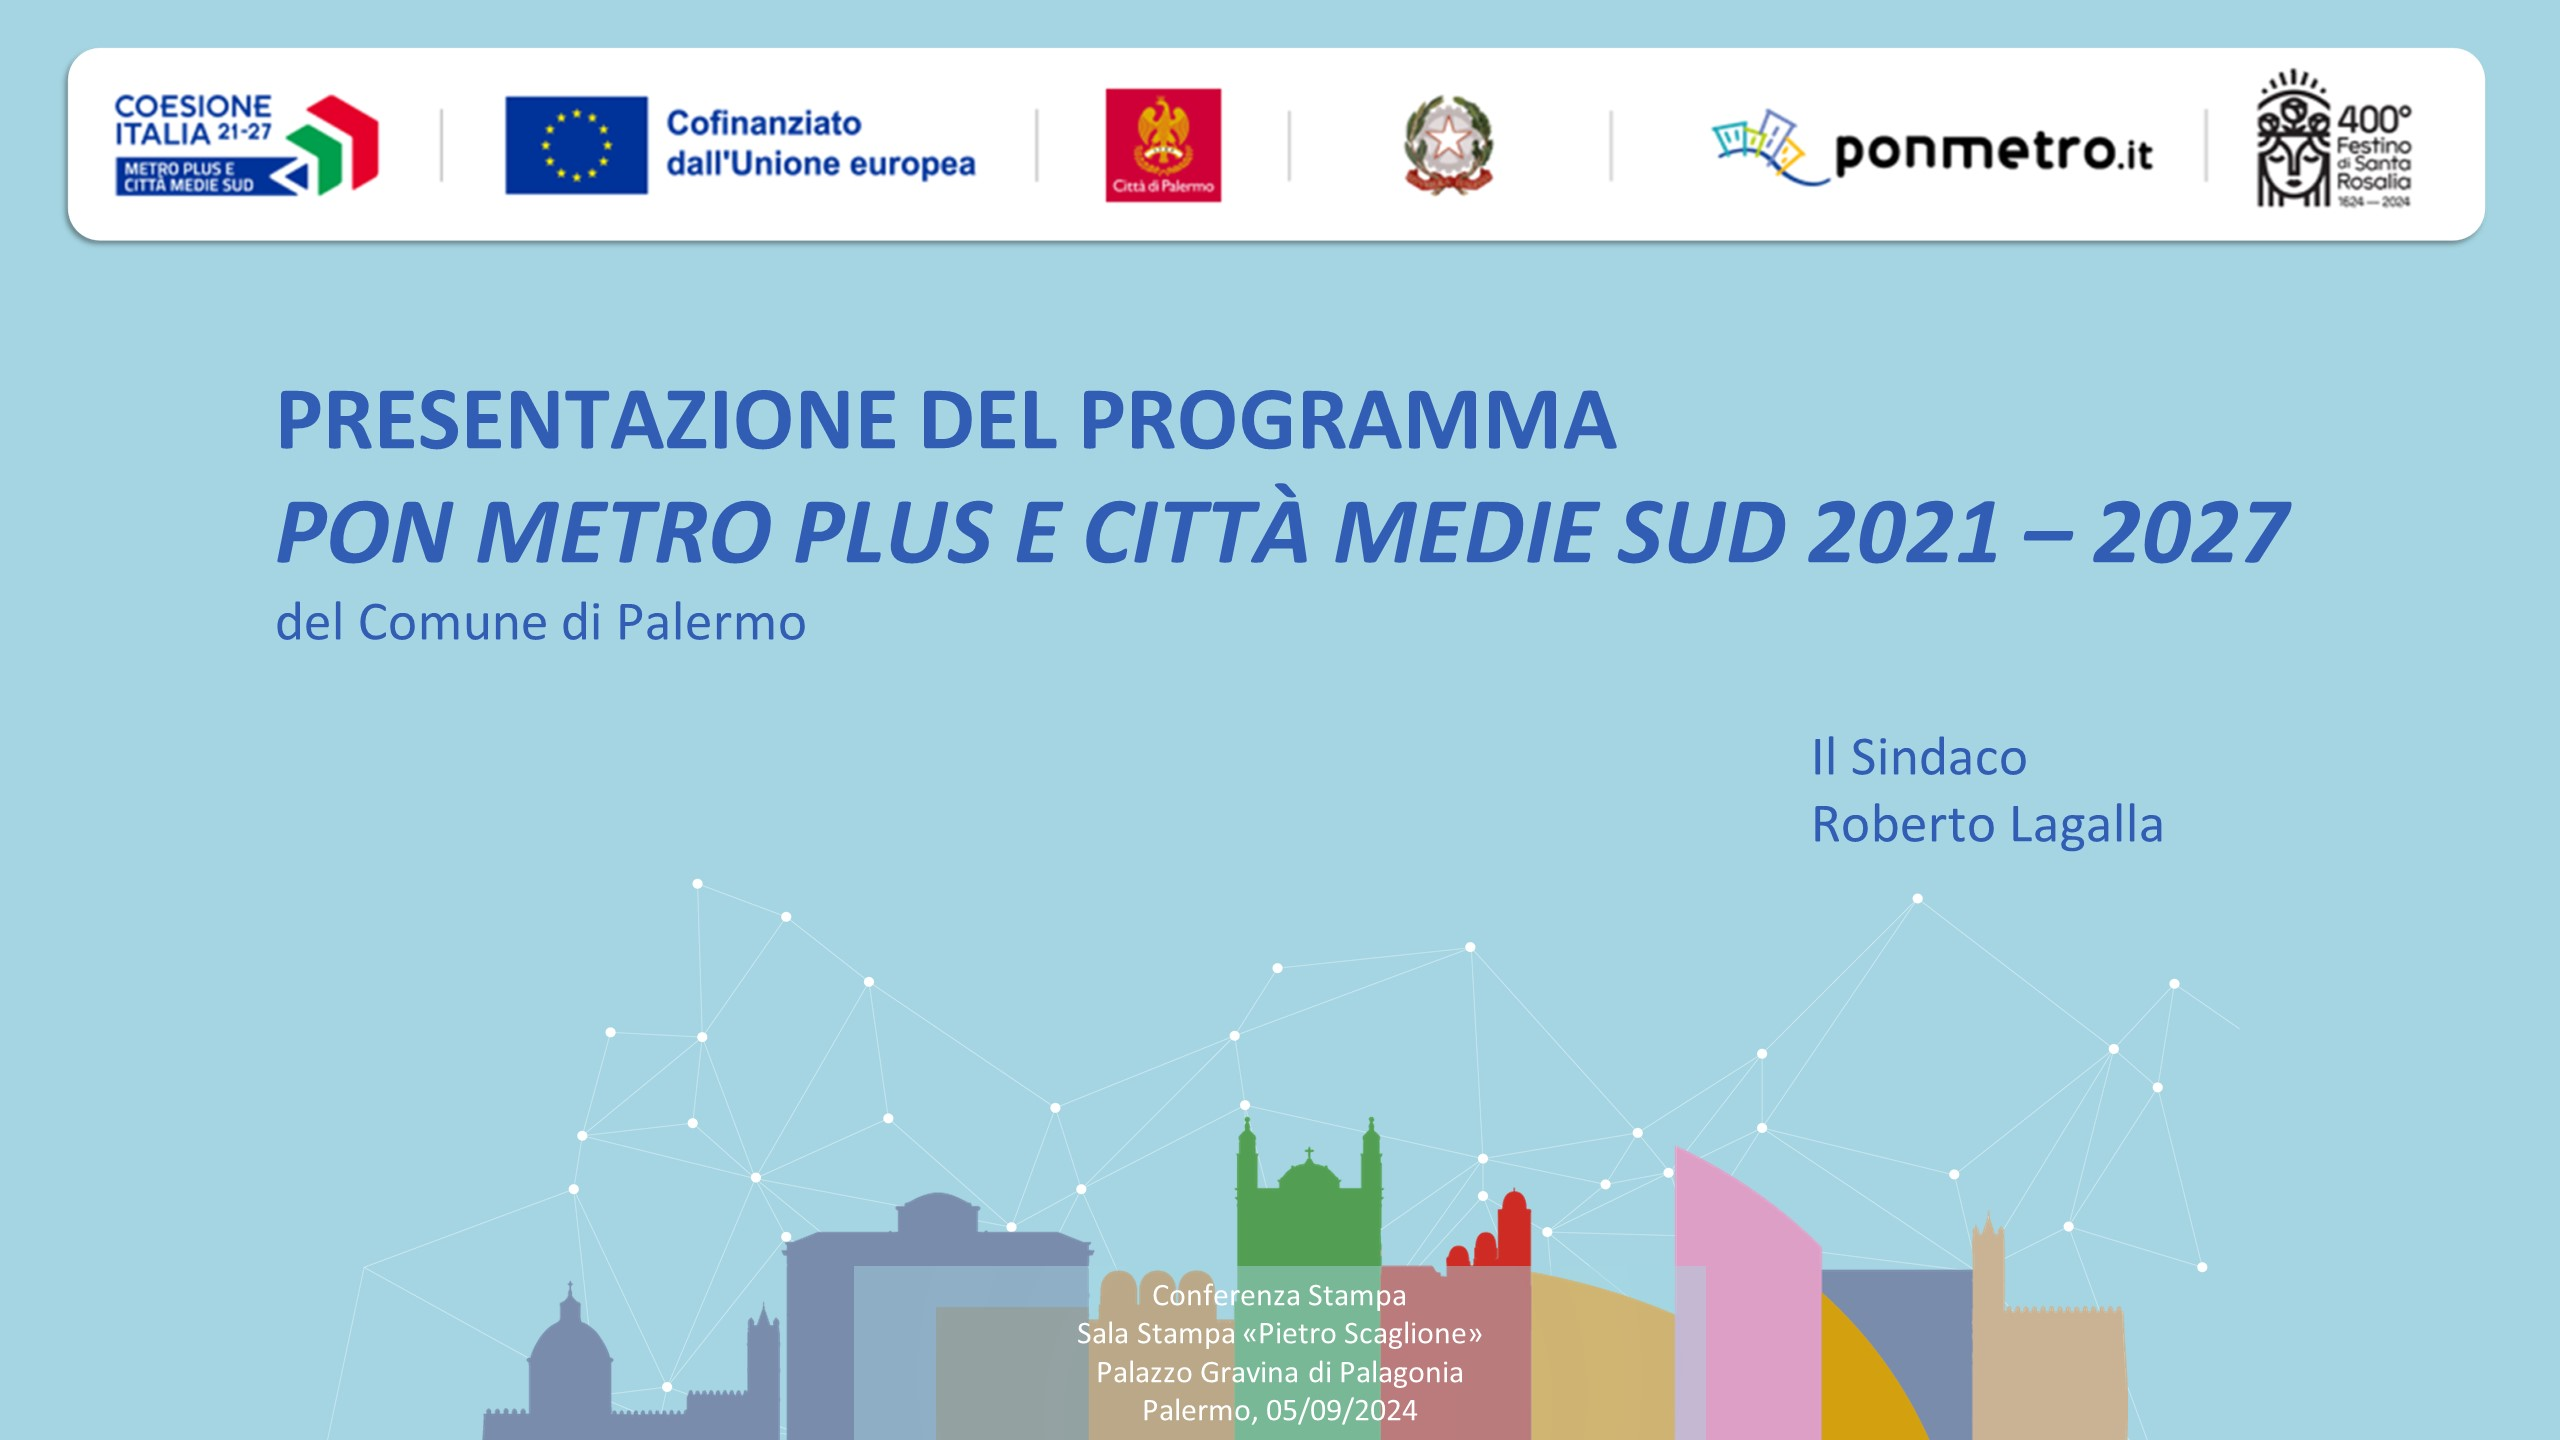 COESIONE
ITALIA 21-27
METRO PLUS E
CITTÀ MEDIE SUD
Cofinanziato
dall'Unione europea
Città di Palermo
ponmetro.it
400°
Festino
di Santa
Rosalia
1624 — 2024
PRESENTAZIONE DEL PROGRAMMA
PON METRO PLUS E CITTÀ MEDIE SUD 2021 – 2027
del Comune di Palermo
Il Sindaco
Roberto Lagalla
Conferenza Stampa
Sala Stampa «Pietro Scaglione»
Palazzo Gravina di Palagonia
Palermo, 05/09/2024